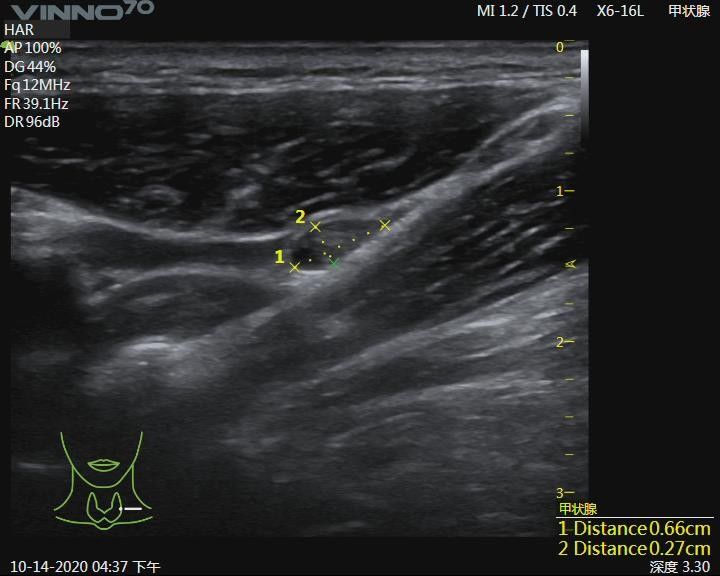 VINNO70
MI 1.2 / TIS 0.4 X6-16L 甲状腺
HAR
AP 100%
DG 44%
Fq 12MHz
FR 39.1Hz
DR 96dB
0
1
2
1
2
3
甲状腺
1 Distance 0.66cm
2 Distance 0.27cm
10-14-2020 04:37 下午
深度 3.30